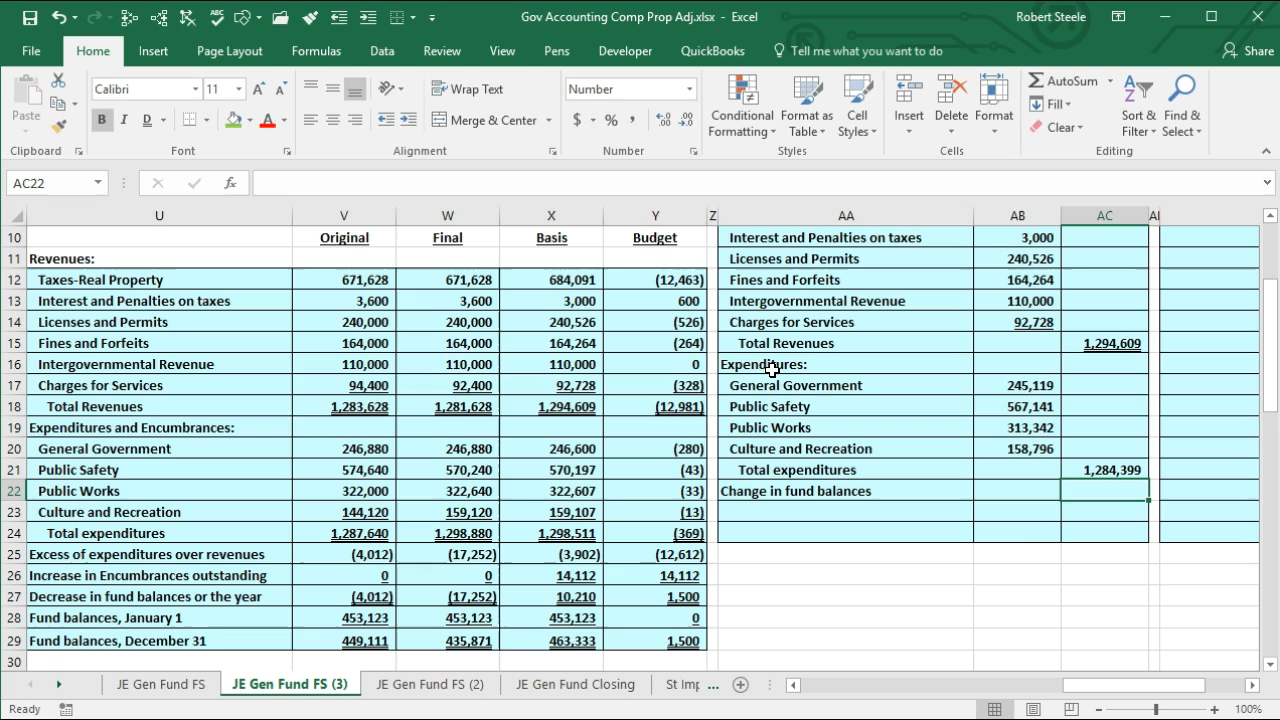 Gov Accounting Comp Prop Adj.xlsx - Excel
Robert Steele
File Home Insert Page Layout Formulas Data Review View Pens Developer QuickBooks Tell me what you want to do Share
Paste
Calibri 11
B I D A
Wrap Text
Merge & Center
Number
$ % ,
Conditional Formatting
Format as Table
Cell Styles
Insert Delete Format
AutoSum
Fill
Clear
Sort & Filter
Find & Select
Clipboard Font Alignment Number Styles Cells Editing
AC22 fx
U V W X Y Z AA AB AC
10 Original Final Basis Budget Interest and Penalties on taxes 3,000
11 Revenues: Licenses and Permits 240,526
12 Taxes-Real Property 671,628 671,628 684,091 (12,463) Fines and Forfeits 164,264
13 Interest and Penalties on taxes 3,600 3,600 3,000 600 Intergovernmental Revenue 110,000
14 Licenses and Permits 240,000 240,000 240,526 (526) Charges for Services 92,728
15 Fines and Forfeits 164,000 164,000 164,264 (264) Total Revenues 1,294,609
16 Intergovernmental Revenue 110,000 110,000 110,000 0 Expenditures:
17 Charges for Services 94,400 92,400 92,728 (328) General Government 245,119
18 Total Revenues 1,283,628 1,281,628 1,294,609 (12,981) Public Safety 567,141
19 Expenditures and Encumbrances: Public Works 313,342
20 General Government 246,880 246,880 246,600 (280) Culture and Recreation 158,796
21 Public Safety 574,640 570,240 570,197 (43) Total expenditures 1,284,399
22 Public Works 322,000 322,640 322,607 (33) Change in fund balances
23 Culture and Recreation 144,120 159,120 159,107 (13)
24 Total expenditures 1,287,640 1,298,880 1,298,511 (369)
25 Excess of expenditures over revenues (4,012) (17,252) (3,902) (12,612)
26 Increase in Encumbrances outstanding 0 0 14,112 14,112
27 Decrease in fund balances or the year (4,012) (17,252) 10,210 1,500
28 Fund balances, January 1 453,123 453,123 453,123 0
29 Fund balances, December 31 449,111 435,871 463,333 1,500
30
JE Gen Fund FS JE Gen Fund FS (3) JE Gen Fund FS (2) JE Gen Fund Closing St Imp ...
Ready 100%